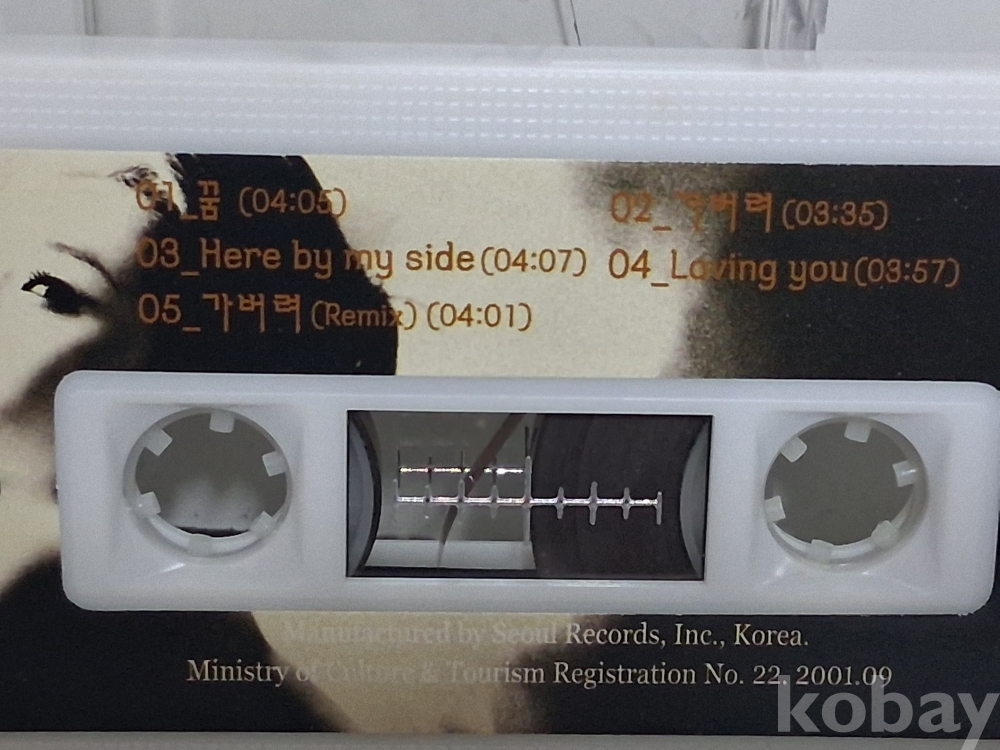 01_꿈 (04:05) 02_가버려(03:35)
03_Here by my side(04:07) 04_Loving you(03:57)
05_가버려(Remix) (04:01)
Manufactured by Seoul Records, Inc., Korea.
Ministry of Culture & Tourism Registration No. 22, 2001.09
kobay